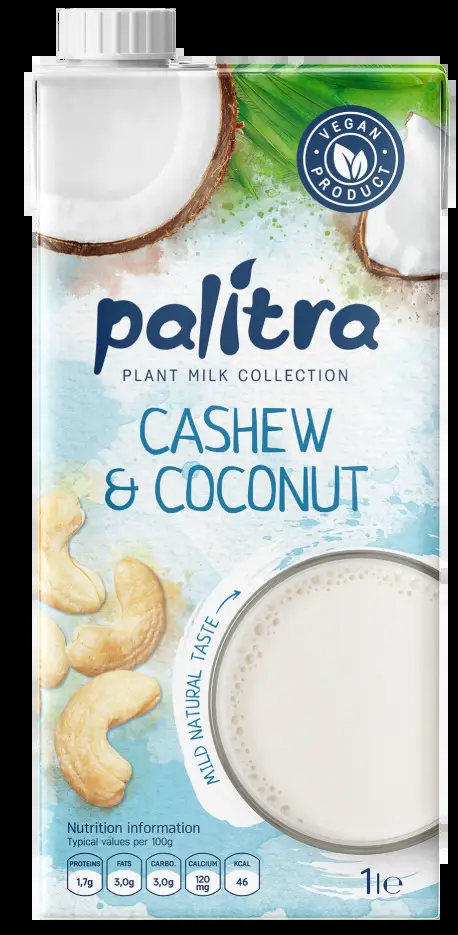 VEGAN
PRODUCT
palitra
PLANT MILK COLLECTION
CASHEW
& COCONUT
MILD NATURAL TASTE
Nutrition information
Typical values per 100g
PROTEINS FATS CARBO. CALCIUM KCAL
1,7g 3,0g 3,0g 120 mg 46
1l e